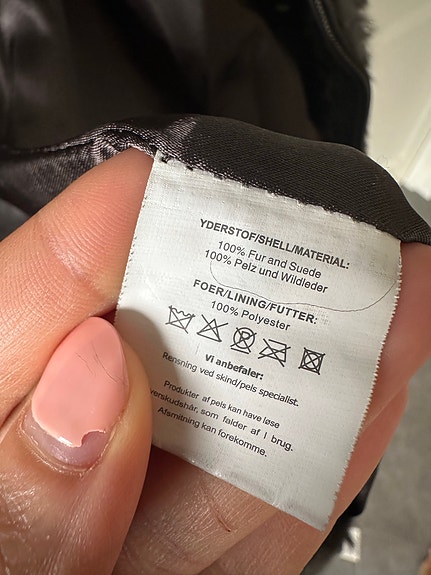 YDERSTOF/SHELL/MATERIAL:
100% Fur and Suede
100% Pelz und Wildleder
FOER/LINING/FUTTER:
100% Polyester
Vi anbefaler:
Rensning ved skind/pels specialist.
Produkter af pels kan have løse
overskudshår, som falder af i brug.
Afsmitning kan forekomme.